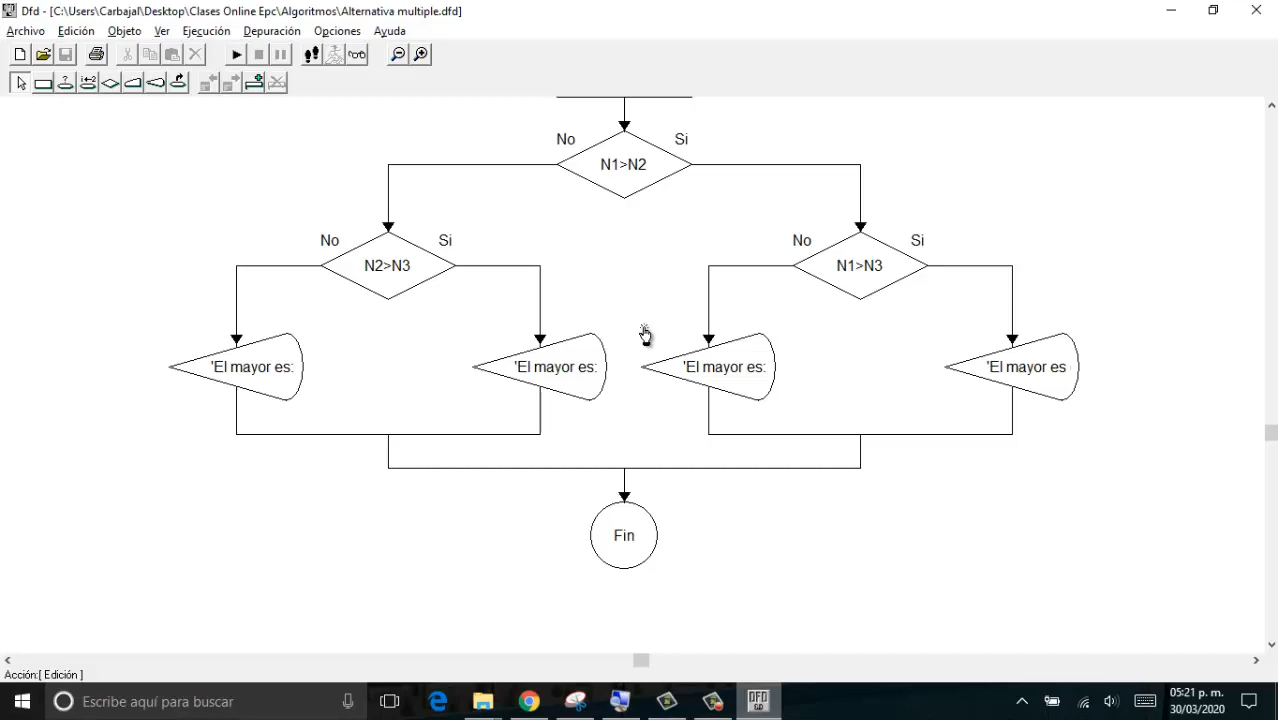 Dfd - [C:\Users\Carbajal\Desktop\Clases Online Epc\Algoritmos\Alternativa multiple.dfd]
Archivo Edición Objeto Ver Ejecución Depuración Opciones Ayuda
No Si
N1>N2
No Si No Si
N2>N3 N1>N3
'El mayor es: 'El mayor es: 'El mayor es: 'El mayor es
Fin
Acción:[ Edición ]
Escribe aquí para buscar
05:21 p. m.
30/03/2020